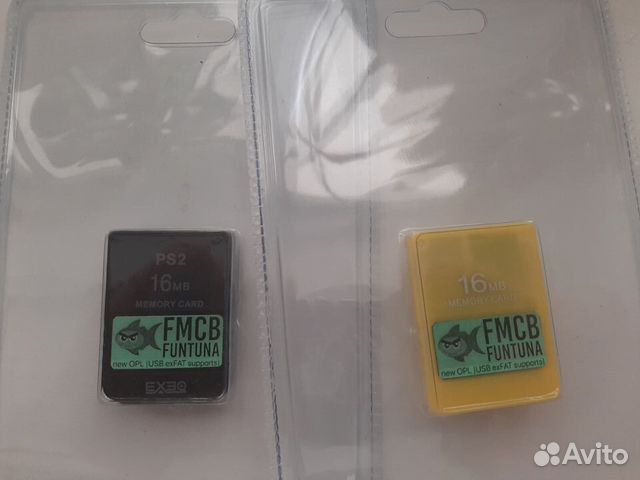 PS2
16MB
MEMORY CARD
FMCB
FUNTUNA
new OPL |USB exFAT supports|
EXEQ
16MB
MEMORY CARD
FMCB
FUNTUNA
new OPL |USB exFAT supports|
Avito